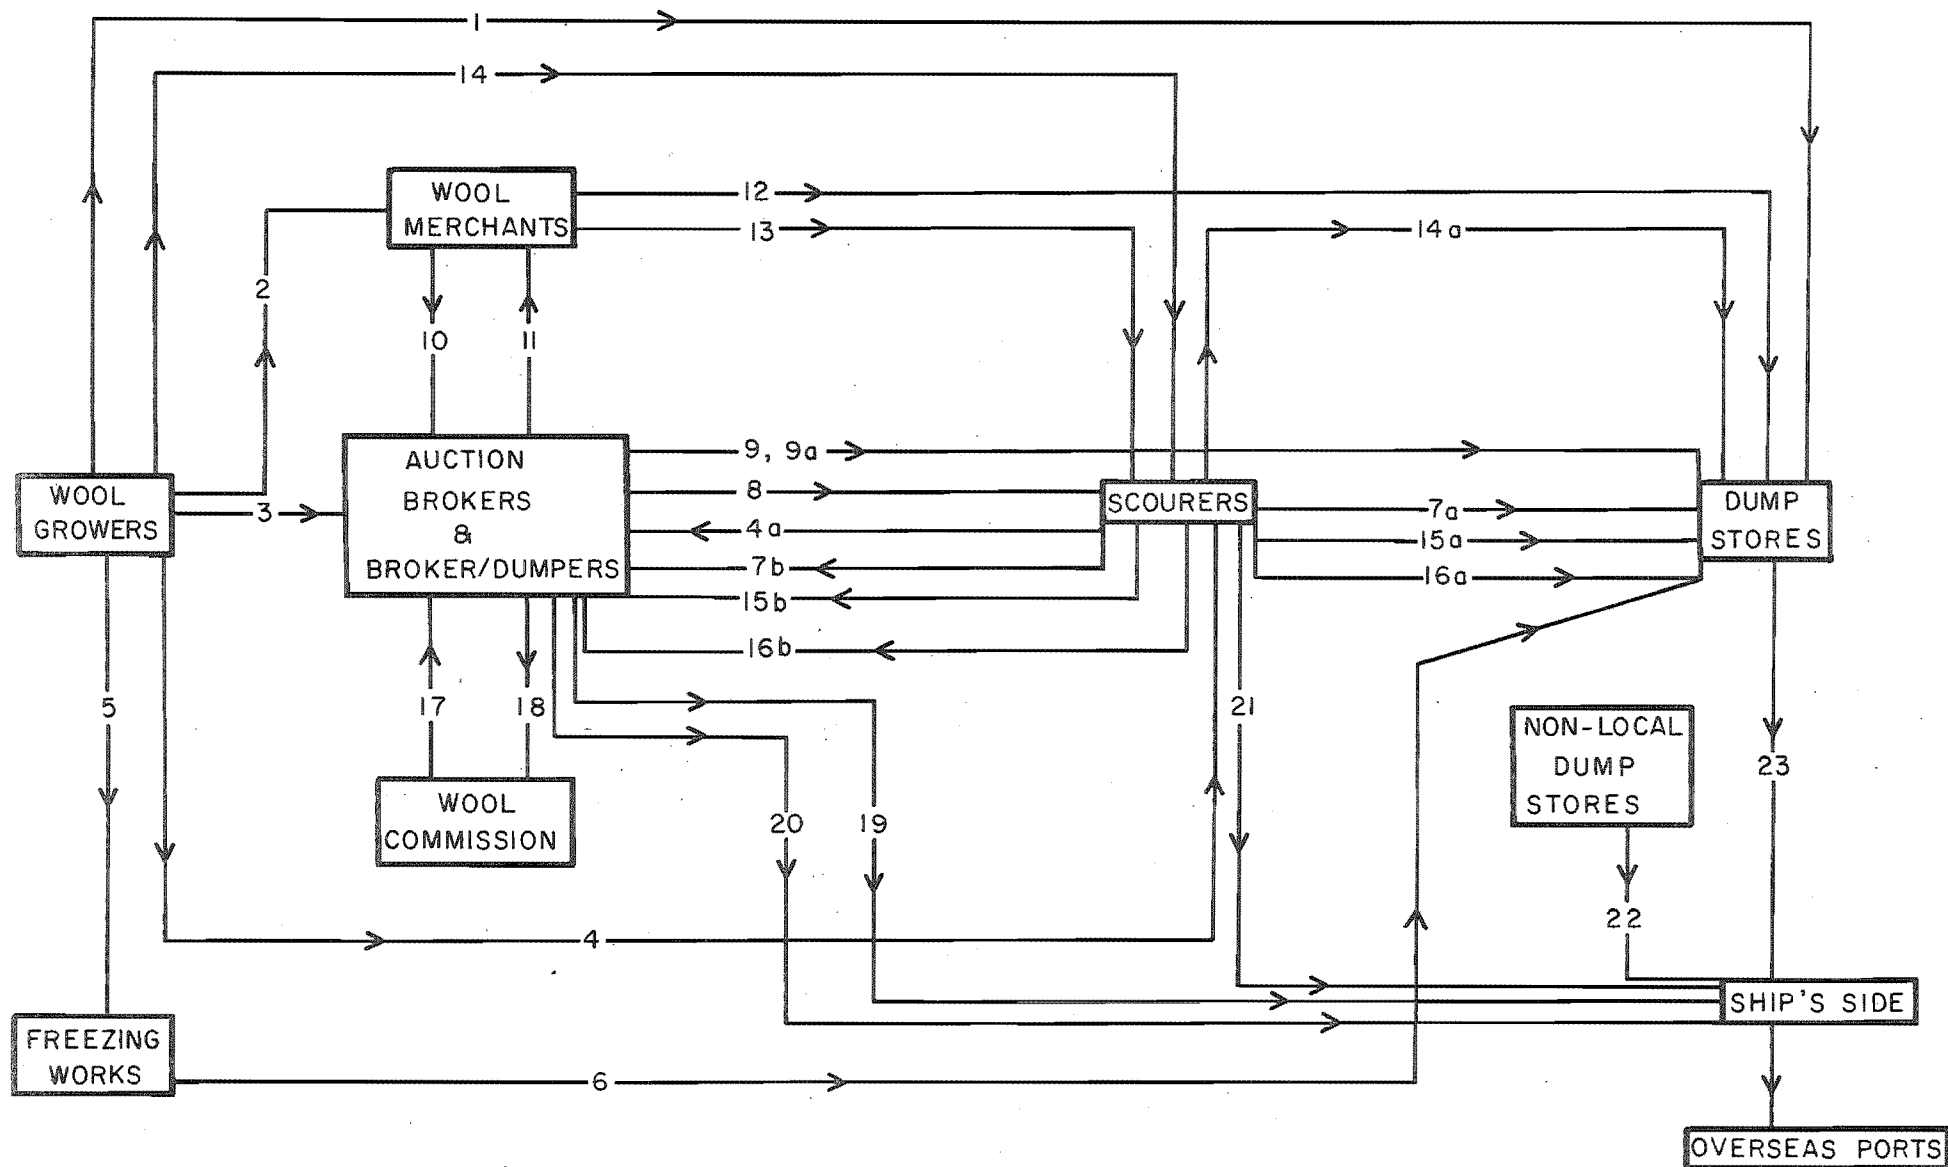 1
14
WOOL
MERCHANTS
12
13
14a
2
10
11
AUCTION
BROKERS
&
BROKER/DUMPERS
9, 9a
8
4a
7b
15b
16b
WOOL
GROWERS
3
SCOURERS
7a
15a
16a
DUMP
STORES
5
17
18
21
NON-LOCAL
DUMP
STORES
23
WOOL
COMMISSION
20
19
22
4
SHIP'S SIDE
FREEZING
WORKS
6
OVERSEAS PORTS